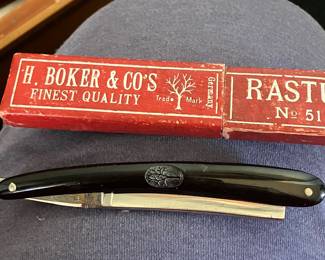 H. BOKER & CO'S
FINEST QUALITY
Trade Mark
Germany.
No 51